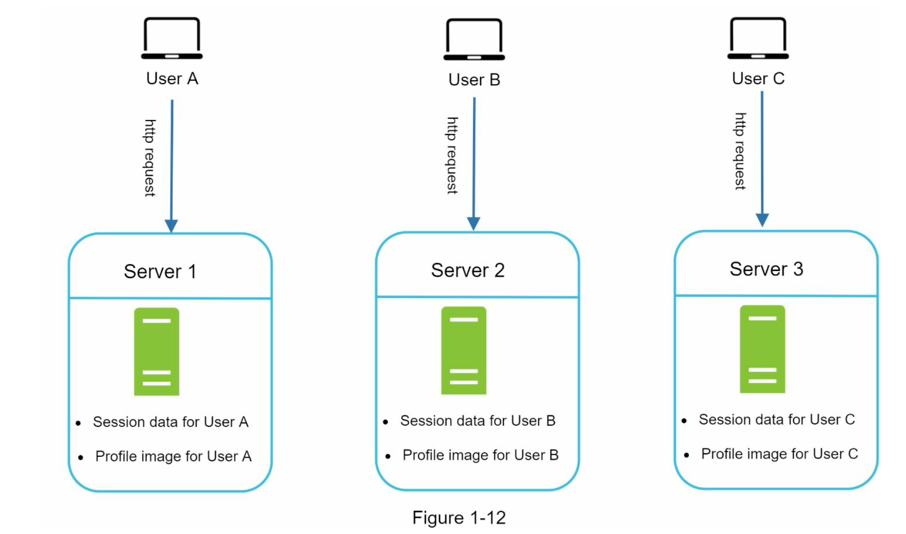 User A
User B
User C
http request
http request
http request
Server 1
Server 2
Server 3
• Session data for User A
• Profile image for User A
• Session data for User B
• Profile image for User B
• Session data for User C
• Profile image for User C
Figure 1-12